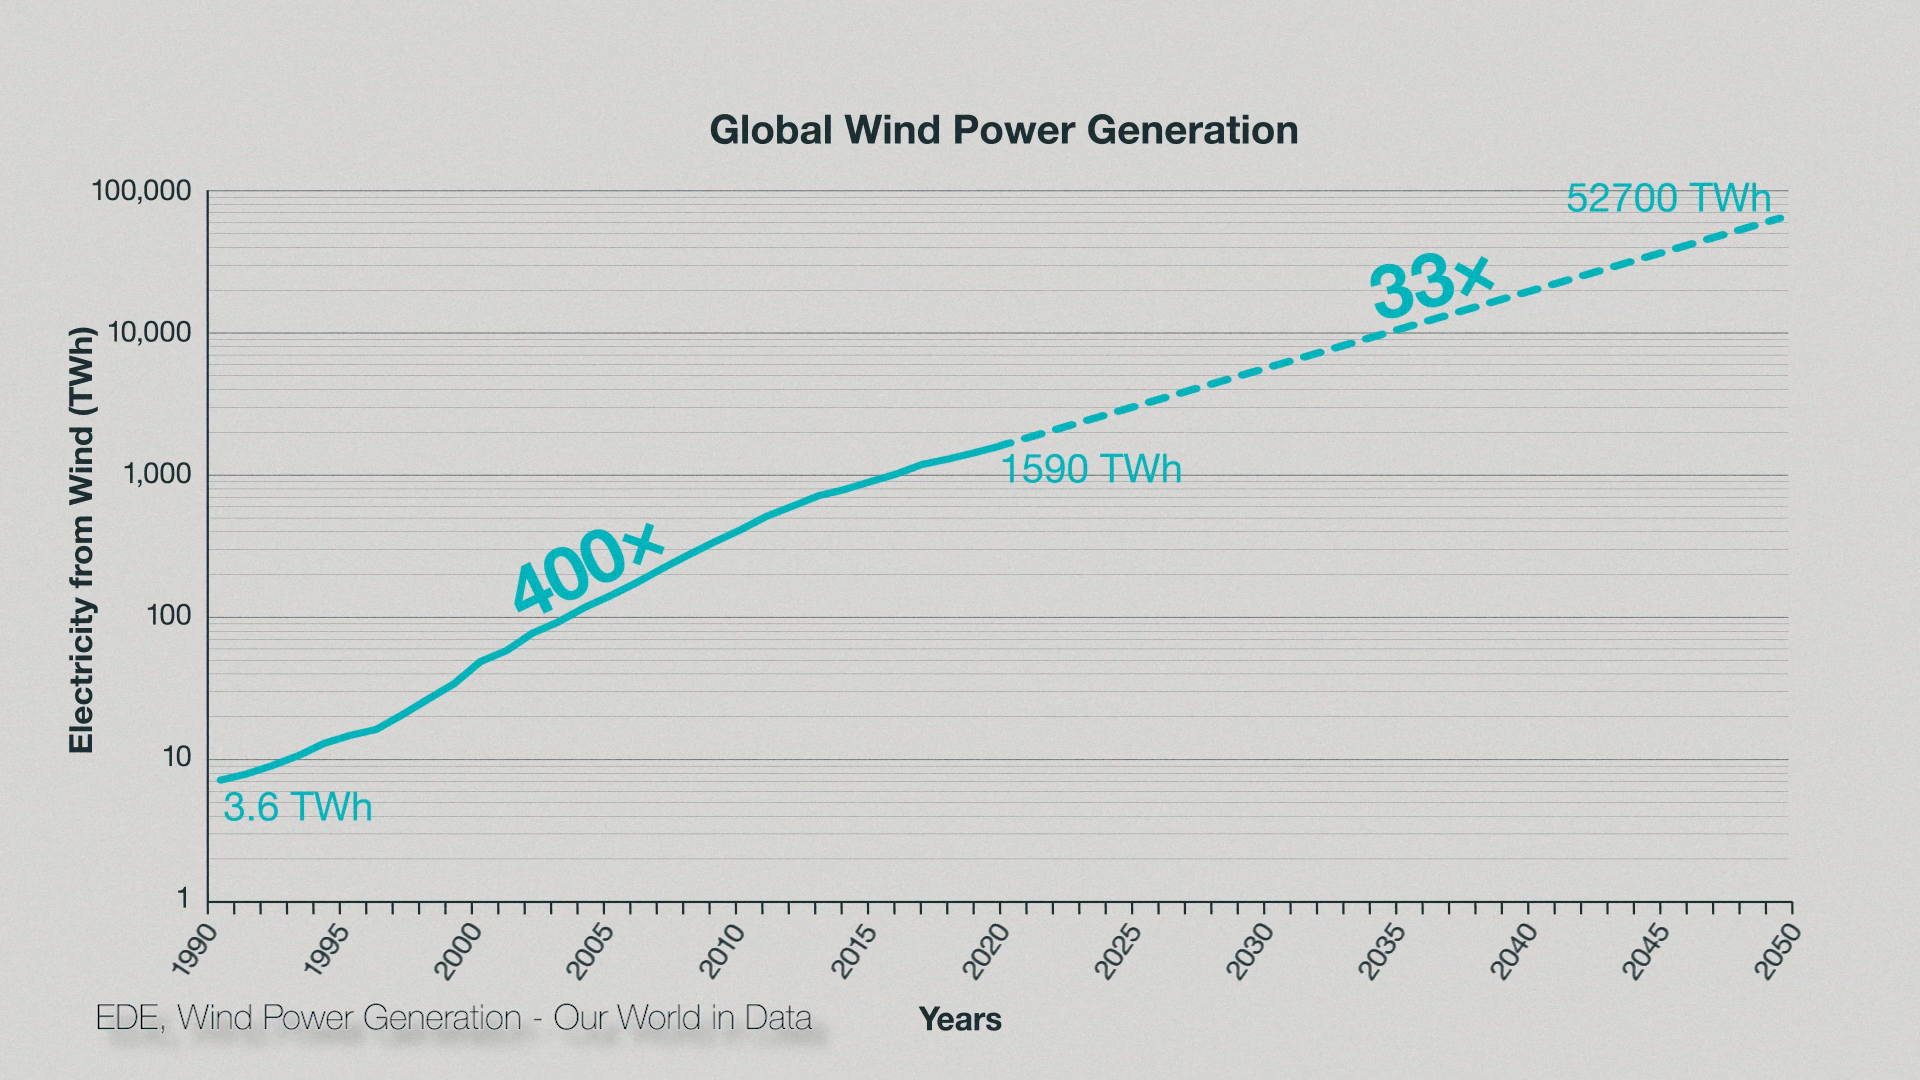 Global Wind Power Generation
100,000
10,000
1,000
100
10
1
Electricity from Wind (TWh)
52700 TWh
33×
1590 TWh
400×
3.6 TWh
1990 1995 2000 2005 2010 2015 2020 2025 2030 2035 2040 2045 2050
Years
EDE, Wind Power Generation - Our World in Data